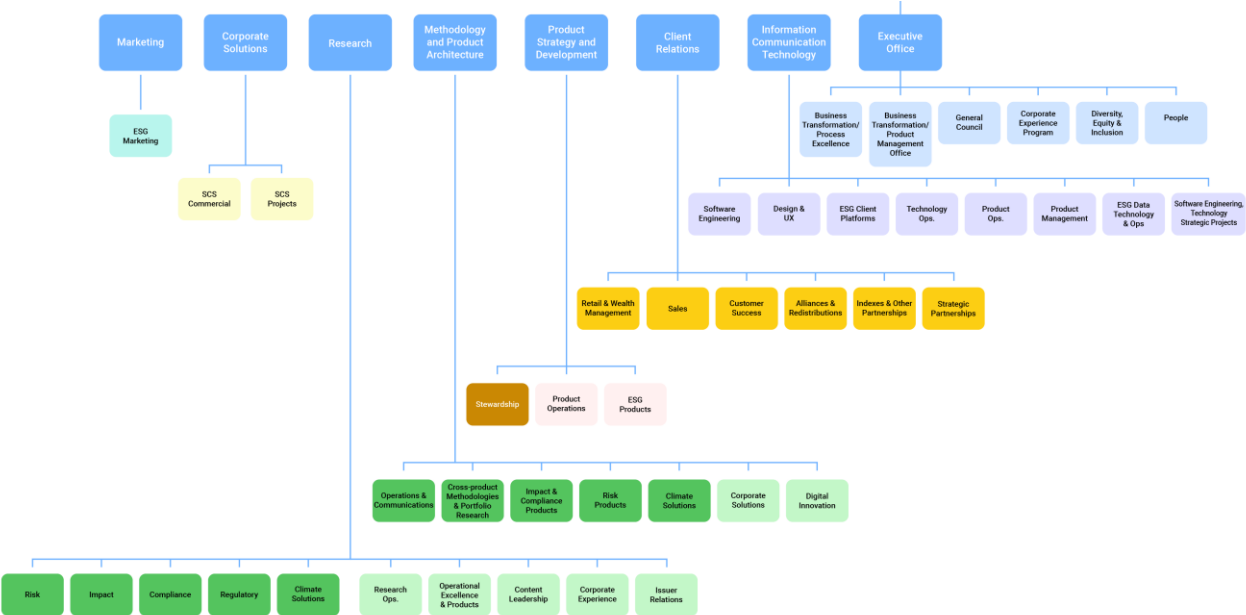 Marketing
Corporate
Solutions
Research
Methodology
and Product
Architecture
Product
Strategy and
Development
Client
Relations
Information
Communication
Technology
Executive
Office
Business
Transformation/
Process
Excellence
Business
Transformation/
Product
Management
Office
General
Council
Corporate
Experience
Program
Diversity,
Equity &
Inclusion
People
ESG
Marketing
SCS
Commercial
SCS
Projects
Software
Engineering
Design &
UX
ESG Client
Platforms
Technology
Ops.
Product
Ops.
Product
Management
ESG Data
Technology
& Ops
Software Engineering,
Technology
Strategic Projects
Retail & Wealth
Management
Sales
Customer
Success
Alliances &
Redistributions
Indexes & Other
Partnerships
Strategic
Partnerships
Stewardship
Product
Operations
ESG
Products
Operations &
Communications
Cross-product
Methodologies
& Portfolio
Research
Impact &
Compliance
Products
Risk
Products
Climate
Solutions
Corporate
Solutions
Digital
Innovation
Risk
Impact
Compliance
Regulatory
Climate
Solutions
Research
Ops.
Operational
Excellence
& Products
Content
Leadership
Corporate
Experience
Issuer
Relations